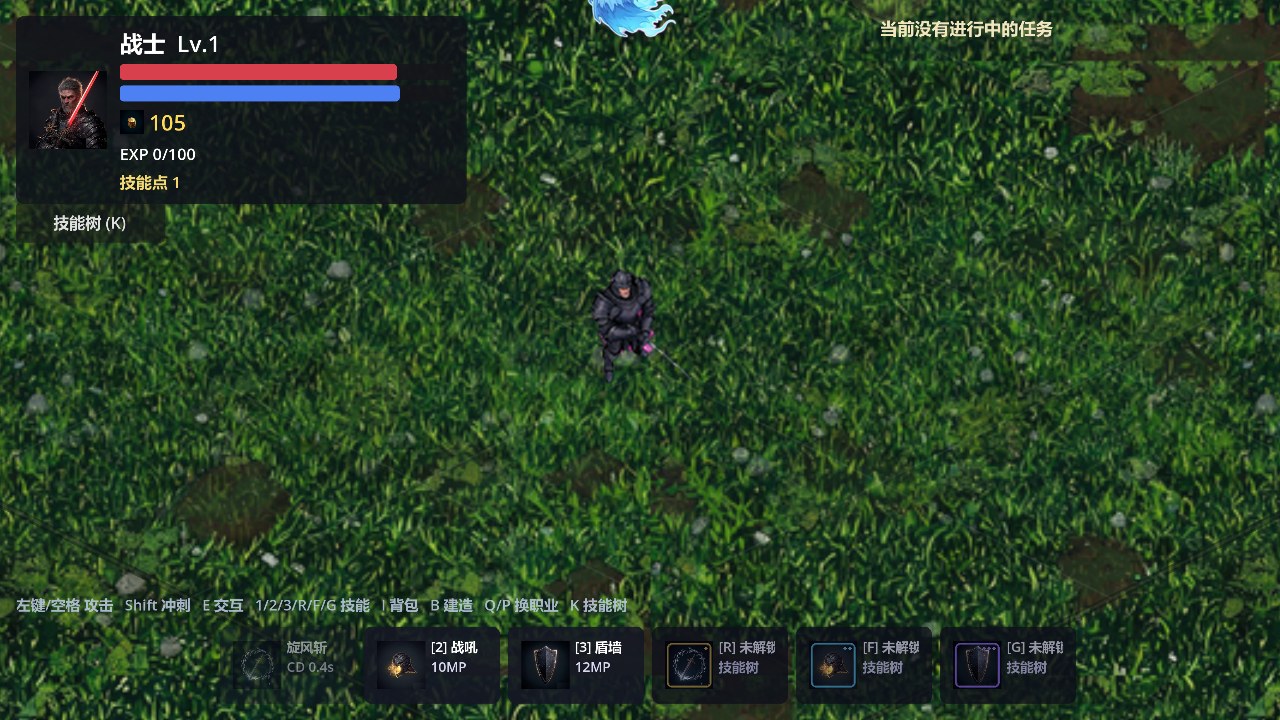 战士 Lv.1
105
EXP 0/100
技能点 1
技能树 (K)
当前没有进行中的任务
左键/空格 攻击 Shift 冲刺 E 交互 1/2/3/R/F/G 技能 I 背包 B 建造 Q/P 换职业 K 技能树
旋风斩
CD 0.4s
[2] 战吼
10MP
[3] 盾墙
12MP
[R] 未解锁
技能树
[F] 未解锁
技能树
[G] 未解锁
技能树